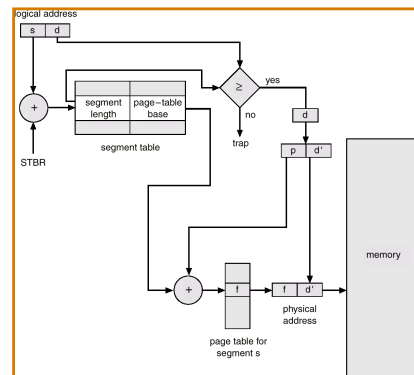 logical address
s d
+
STBR
segment length
page–table base
segment table
≥
yes
no
trap
d
p d′
memory
+
f
f d′
physical address
page table for segment s